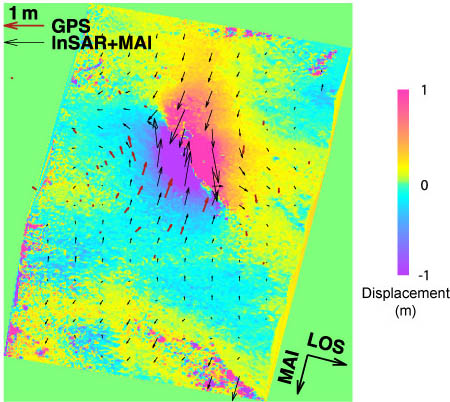 1 m
GPS
InSAR+MAI
1
0
-1
Displacement
(m)
LOS
MAI